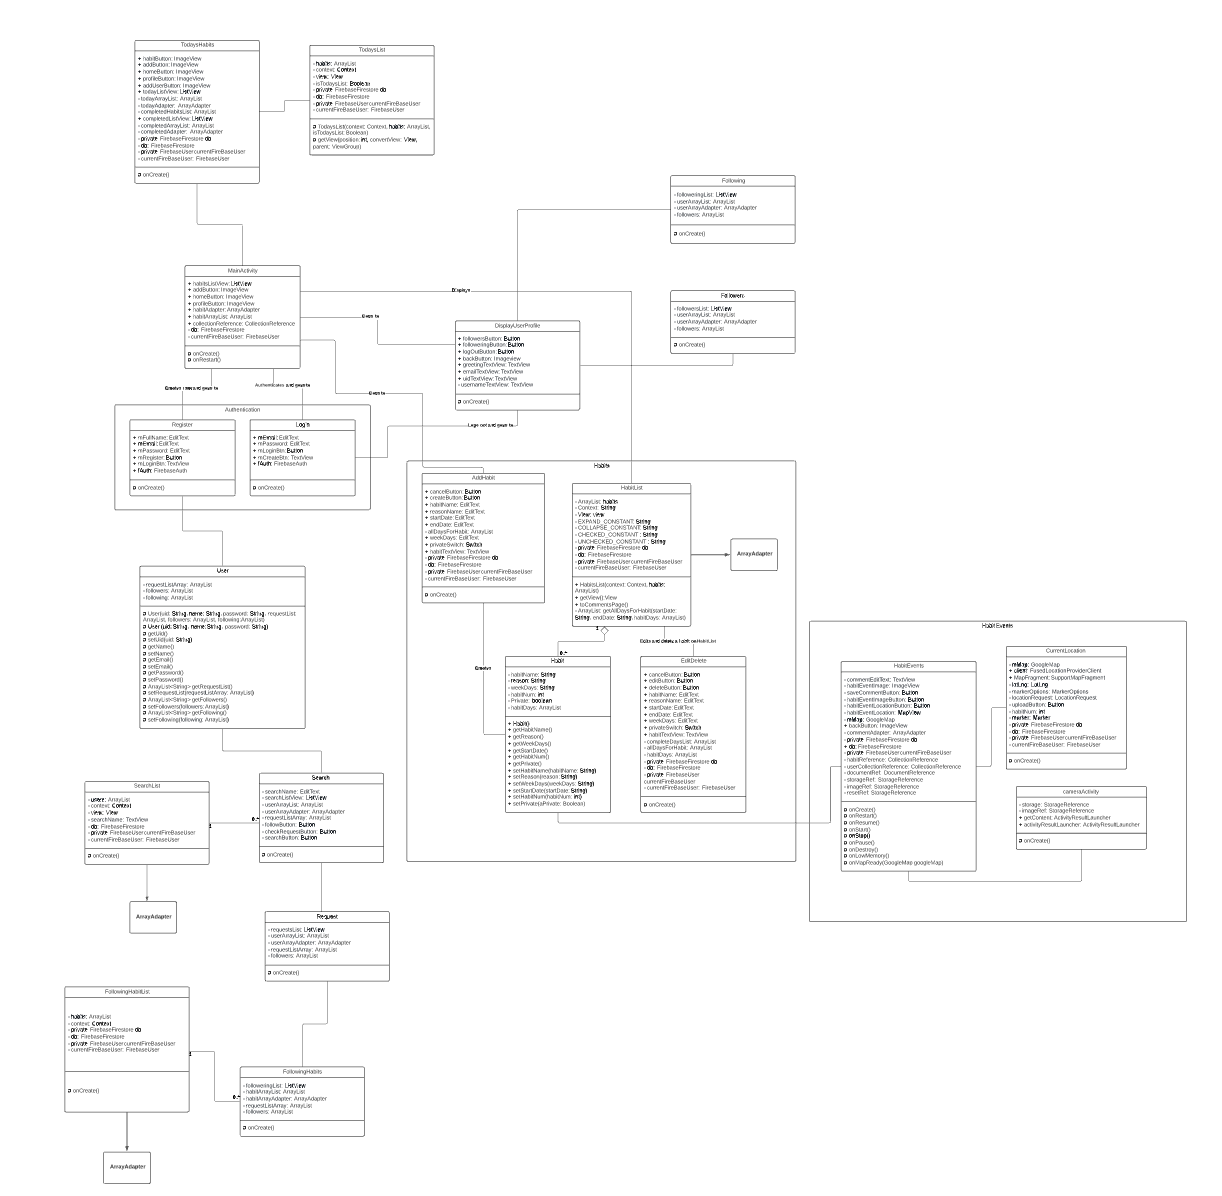 TodaysHabits
+ habitButton: ImageView
+ addButton: ImageView
+ homeButton: ImageView
+ profileButton: ImageView
+ addUserButton: ImageView
+ todayListView: ListView
- todayArrayList: ArrayList
- todayAdapter: ArrayAdapter
- completedHabitsList: ArrayList
+ completedListView: ListView
- completedArrayList: ArrayList
- completedAdapter: ArrayAdapter
- private FirebaseFirestore db
- db: FirebaseFirestore
- private FirebaseUser currentFireBaseUser
- currentFireBaseUser: FirebaseUser
onCreate()
TodaysList
- habits: ArrayList
- context: Context
- view: View
- isTodaysList: Boolean
- private FirebaseFirestore db
- db: FirebaseFirestore
- private FirebaseUser currentFireBaseUser
- currentFireBaseUser: FirebaseUser
TodaysList(context: Context, habits: ArrayList,
isTodaysList: Boolean)
getView(position: int, convertView: View,
parent: ViewGroup)
Following
- followeringList: ListView
- userArrayList: ArrayList
- userArrayAdapter: ArrayAdapter
- followers: ArrayList
onCreate()
MainActivity
+ habitsListView: ListView
+ addButton: ImageView
+ homeButton: ImageView
+ profileButton: ImageView
+ habitAdapter: ArrayAdapter
+ habitArrayList: ArrayList
+ collectionReference: CollectionReference
- db: FirebaseFirestore
- currentFireBaseUser: FirebaseUser
onCreate()
onRestart()
Displays
Goes to
Followers
- followersList: ListView
- userArrayList: ArrayList
- userArrayAdapter: ArrayAdapter
- followers: ArrayList
onCreate()
DisplayUserProfile
+ followersButton: Button
+ followeringButton: Button
+ logOutButton: Button
+ backButton: Imageview
+ greetingTextView: TextView
+ emailTextView: TextView
+ uidTextView: TextView
- usernameTextView: TextView
onCreate()
Creates user and goes to
Authenticates and goes to
Goes to
Logs out and goes to
Authentication
Register
+ mFullName: EditText
+ mEmail: EditText
+ mPassword: EditText
+ mRegister: Button
+ mLoginBtn: TextView
+ fAuth: FirebaseAuth
onCreate()
Login
+ mEmail: EditText
+ mPassword: EditText
+ mLoginBtn: Button
+ mCreateBtn: TextView
+ fAuth: FirebaseAuth
onCreate()
Habits
AddHabit
+ cancelButton: Button
+ createButton: Button
+ habitName: EditText
+ reasonName: EditText
+ startDate: EditText
+ endDate: EditText
- allDaysForHabit: ArrayList
+ weekDays: EditText
+ privateSwitch: Switch
+ habitTextView: TextView
- private FirebaseFirestore db
- db: FirebaseFirestore
- private FirebaseUser currentFireBaseUser
- currentFireBaseUser: FirebaseUser
onCreate()
HabitList
- ArrayList: habits
- Context: String
- View: view
- EXPAND_CONSTANT: String
- COLLAPSE_CONSTANT: String
- CHECKED_CONSTANT : String
- UNCHECKED_CONSTANT : String
- private FirebaseFirestore db
- db: FirebaseFirestore
- private FirebaseUser currentFireBaseUser
- currentFireBaseUser: FirebaseUser
+ HabitsList(context: Context, habits:
ArrayList)
+ getView(): View
+ toCommentsPage()
- ArrayList: getAllDaysForHabit(startDate:
String, endDate: String, habitDays: ArrayList)
ArrayAdapter
1
0..*
Edits and deletes a habit on HabitList
Creates
Habit
- habitName: String
- reason: String
- weekDays: String
- habitNum: int
- Private: boolean
- habitDays: ArrayList
+ Habit()
+ getHabitName()
+ getReason()
+ getWeekDays()
+ getStartDate()
+ getHabitNum()
+ getPrivate()
+ setHabitName(habitName: String)
+ setReason(reason: String)
+ setWeekDays(weekDays: String)
+ setStartDate(startDate: String)
+ setHabitNum(habitNum: int)
+ setPrivate(aPrivate: Boolean)
EditDelete
+ cancelButton: Button
+ editButton: Button
+ deleteButton: Button
+ habitName: EditText
+ reasonName: EditText
- startDate: EditText
- endDate: EditText
+ weekDays: EditText
+ privateSwitch: Switch
+ habitTextView: TextView
- completeDaysList: ArrayList
- allDaysForHabit: ArrayList
- habitDays: ArrayList
- private FirebaseFirestore db
- db: FirebaseFirestore
- private FirebaseUser
currentFireBaseUser
- currentFireBaseUser: FirebaseUser
onCreate()
User
- requestListArray: ArrayList
- followers: ArrayList
- following: ArrayList
User(uid: String, name: String, password: String, requestList:
ArrayList, followers: ArrayList, following:ArrayList)
User (uid: String, name: String, password: String)
getUid()
setUid(uid: String)
getName()
setName()
getEmail()
setEmail()
getPassword()
setPassword()
ArrayList<String> getRequestList()
setRequestList(requestListArray: ArrayList)
ArrayList<String> getFollowers()
setFollowers(followers: ArrayList)
ArrayList<String> getFollowing()
setFollowing(following: ArrayList)
Habit Events
HabitEvents
- commentEditText: TextView
- habitEventImage: ImageView
+ saveCommentButton: Button
+ habitEventImageButton: Button
+ habitEventLocationButton: Button
- habitEventLocation: MapView
- mMap: GoogleMap
+ backButton: ImageView
- commentAdapter: ArrayAdapter
- private FirebaseFirestore db
+ db: FirebaseFirestore
- private FirebaseUser currentFireBaseUser
- habitReference: CollectionReference
- userCollectionReference: CollectionReference
- documentRef: DocumentReference
- storageRef: StorageReference
- imageRef: StorageReference
- resetRef: StorageReference
onCreate()
onRestart()
onResume()
onStart()
onStop()
onPause()
onDestroy()
onLowMemory()
onMapReady(GoogleMap googleMap)
CurrentLocation
- mMap: GoogleMap
+ client: FusedLocationProviderClient
+ MapFragment: SupportMapFragment
- latLng: LatLng
- markerOptions: MarkerOptions
- locationRequest: LocationRequest
+ uploadButton: Button
- habitNum: int
- marker: Marker
- private FirebaseFirestore db
- db: FirebaseFirestore
- private FirebaseUser currentFireBaseUser
- currentFireBaseUser: FirebaseUser
onCreate()
cameraActivity
- storage: StorageReference
- imageRef: StorageReference
+ getContent: ActivityResultLauncher
+ activityResultLauncher: ActivityResultLauncher
onCreate()
SearchList
- users: ArrayList
- context: Context
- view: View
- searchName: TextView
- db: FirebaseFirestore
- private FirebaseUser currentFireBaseUser
- currentFireBaseUser: FirebaseUser
onCreate()
1
0..*
Search
- searchName: EditText
- searchListView: ListView
- userArrayList: ArrayList
- userArrayAdapter: ArrayAdapter
- requestListArray: ArrayList
- followButton: Button
- checkRequestButton: Button
- searchButton: Button
onCreate()
ArrayAdapter
Request
- requestsList: ListView
- userArrayList: ArrayList
- userArrayAdapter: ArrayAdapter
- requestListArray: ArrayList
- followers: ArrayList
onCreate()
FollowingHabitList
- habits: ArrayList
- context: Context
- private FirebaseFirestore db
- db: FirebaseFirestore
- private FirebaseUser currentFireBaseUser
- currentFireBaseUser: FirebaseUser
onCreate()
1
0..*
FollowingHabits
- followeringList: ListView
- habitArrayList: ArrayList
- habitArrayAdapter: ArrayAdapter
- requestListArray: ArrayList
- followers: ArrayList
onCreate()
ArrayAdapter